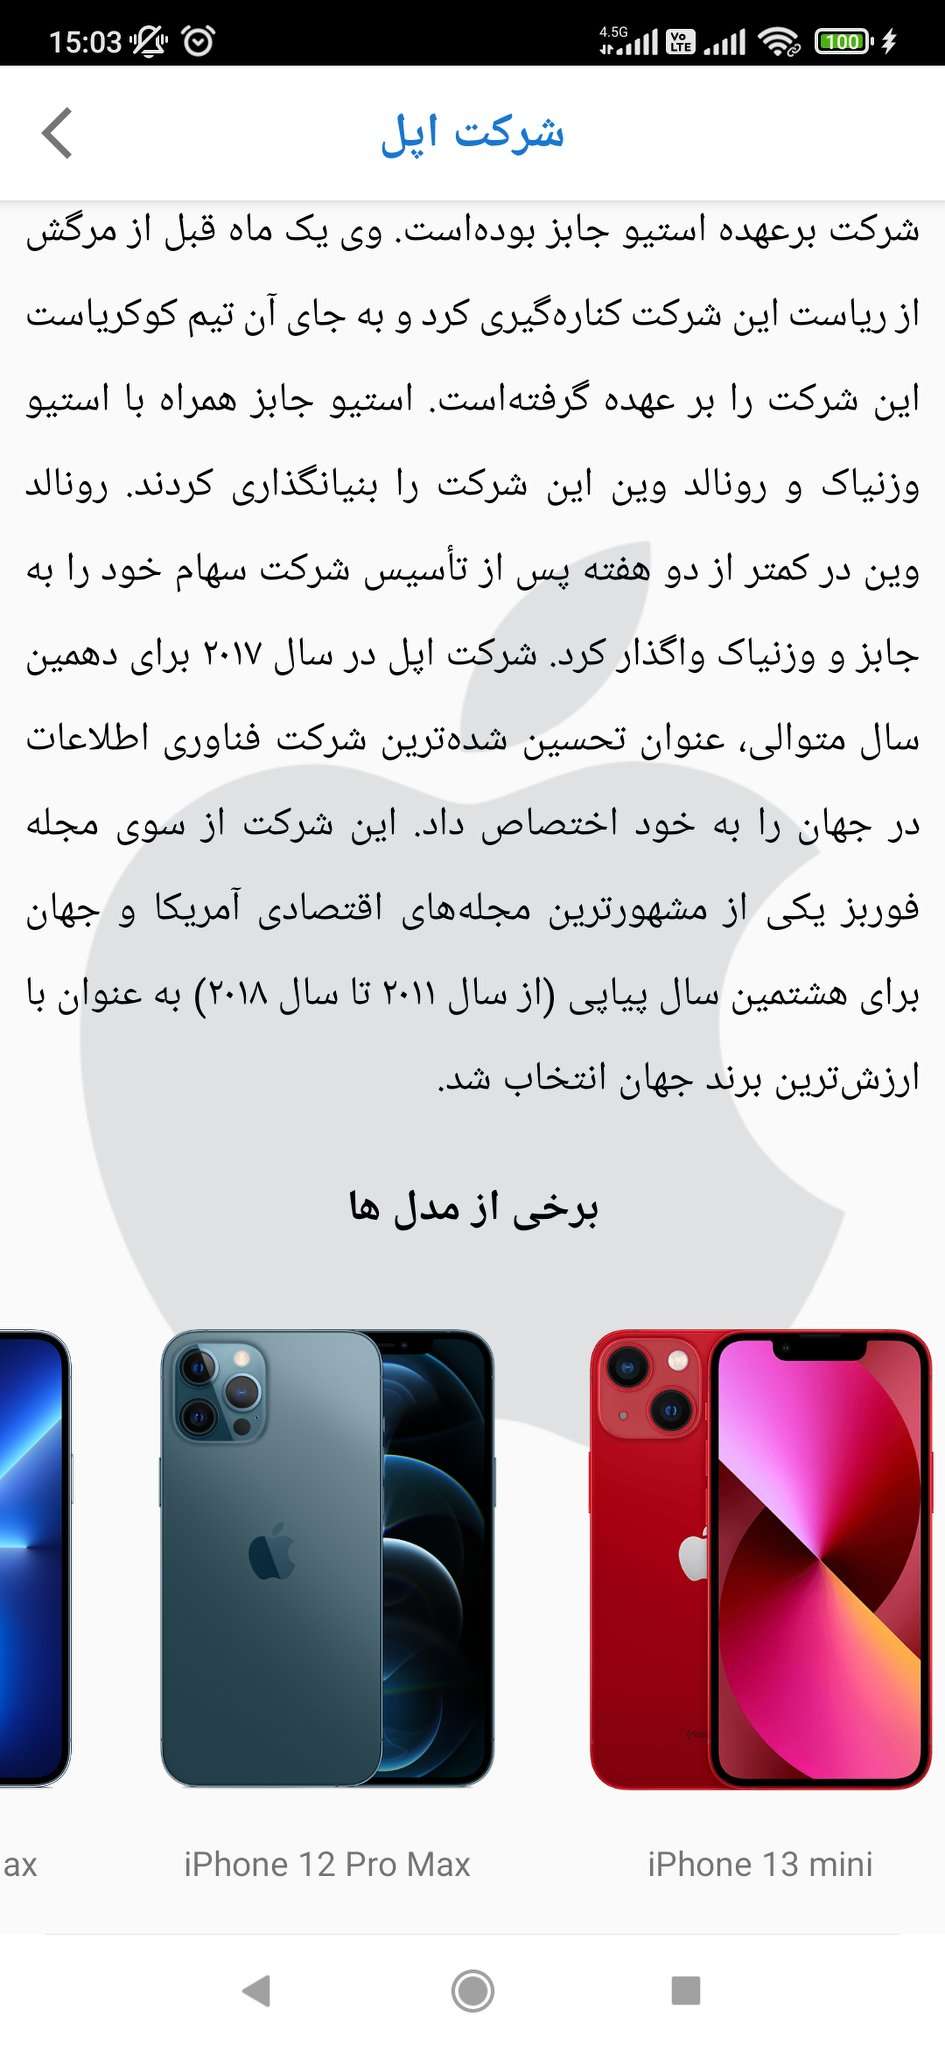 15:03
4.5G
Vo LTE
100
شرکت اپل
شرکت برعهده استیو جابز بوده‌است. وی یک ماه قبل از مرگش
از ریاست این شرکت کناره‌گیری کرد و به جای آن تیم کوکریاست
این شرکت را بر عهده گرفته‌است. استیو جابز همراه با استیو
وزنیاک و رونالد وین این شرکت را بنیانگذاری کردند. رونالد
وین در کمتر از دو هفته پس از تأسیس شرکت سهام خود را به
جابز و وزنیاک واگذار کرد. شرکت اپل در سال ۲۰۱۷ برای دهمین
سال متوالی، عنوان تحسین شده‌ترین شرکت فناوری اطلاعات
در جهان را به خود اختصاص داد. این شرکت از سوی مجله
فوربز یکی از مشهورترین مجله‌های اقتصادی آمریکا و جهان
برای هشتمین سال پیاپی (از سال ۲۰۱۱ تا سال ۲۰۱۸) به عنوان با
ارزش‌ترین برند جهان انتخاب شد.
برخی از مدل ها
iPhone 13 mini
iPhone 12 Pro Max
ax